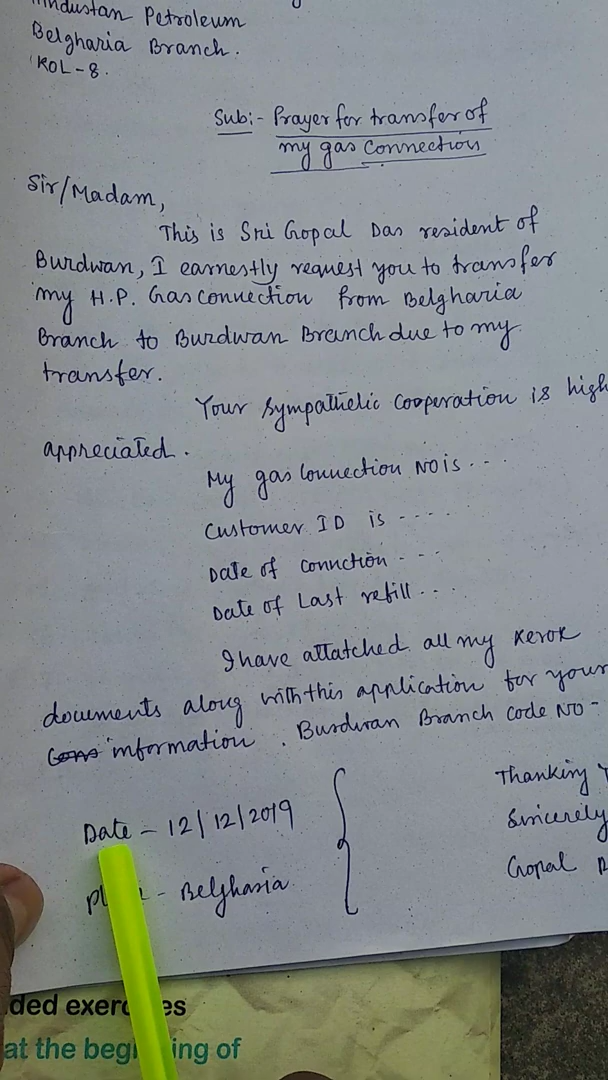 Hindustan Petroleum
Belgharia Branch.
KOL-8.
Sub:- Prayer for transfer of
my gas connection
Sir/Madam,
This is Sri Gopal Das resident of
Burdwan, I earnestly request you to transfer
my H.P. Gas connection from Belgharia
Branch to Burdwan Branch due to my
transfer.
Your sympathetic cooperation is high
appreciated.
My gas connection NO is . . .
Customer ID is - - - -
Date of connction - - -
Date of Last refill . . .
I have attatched all my xerox
documents along with this application for your
information. Burdwan Branch Code NO -
Thanking
Date - 12/12/2019
Sincerely
Gopal
- Belgharia
ded exer es
at the beg ing of